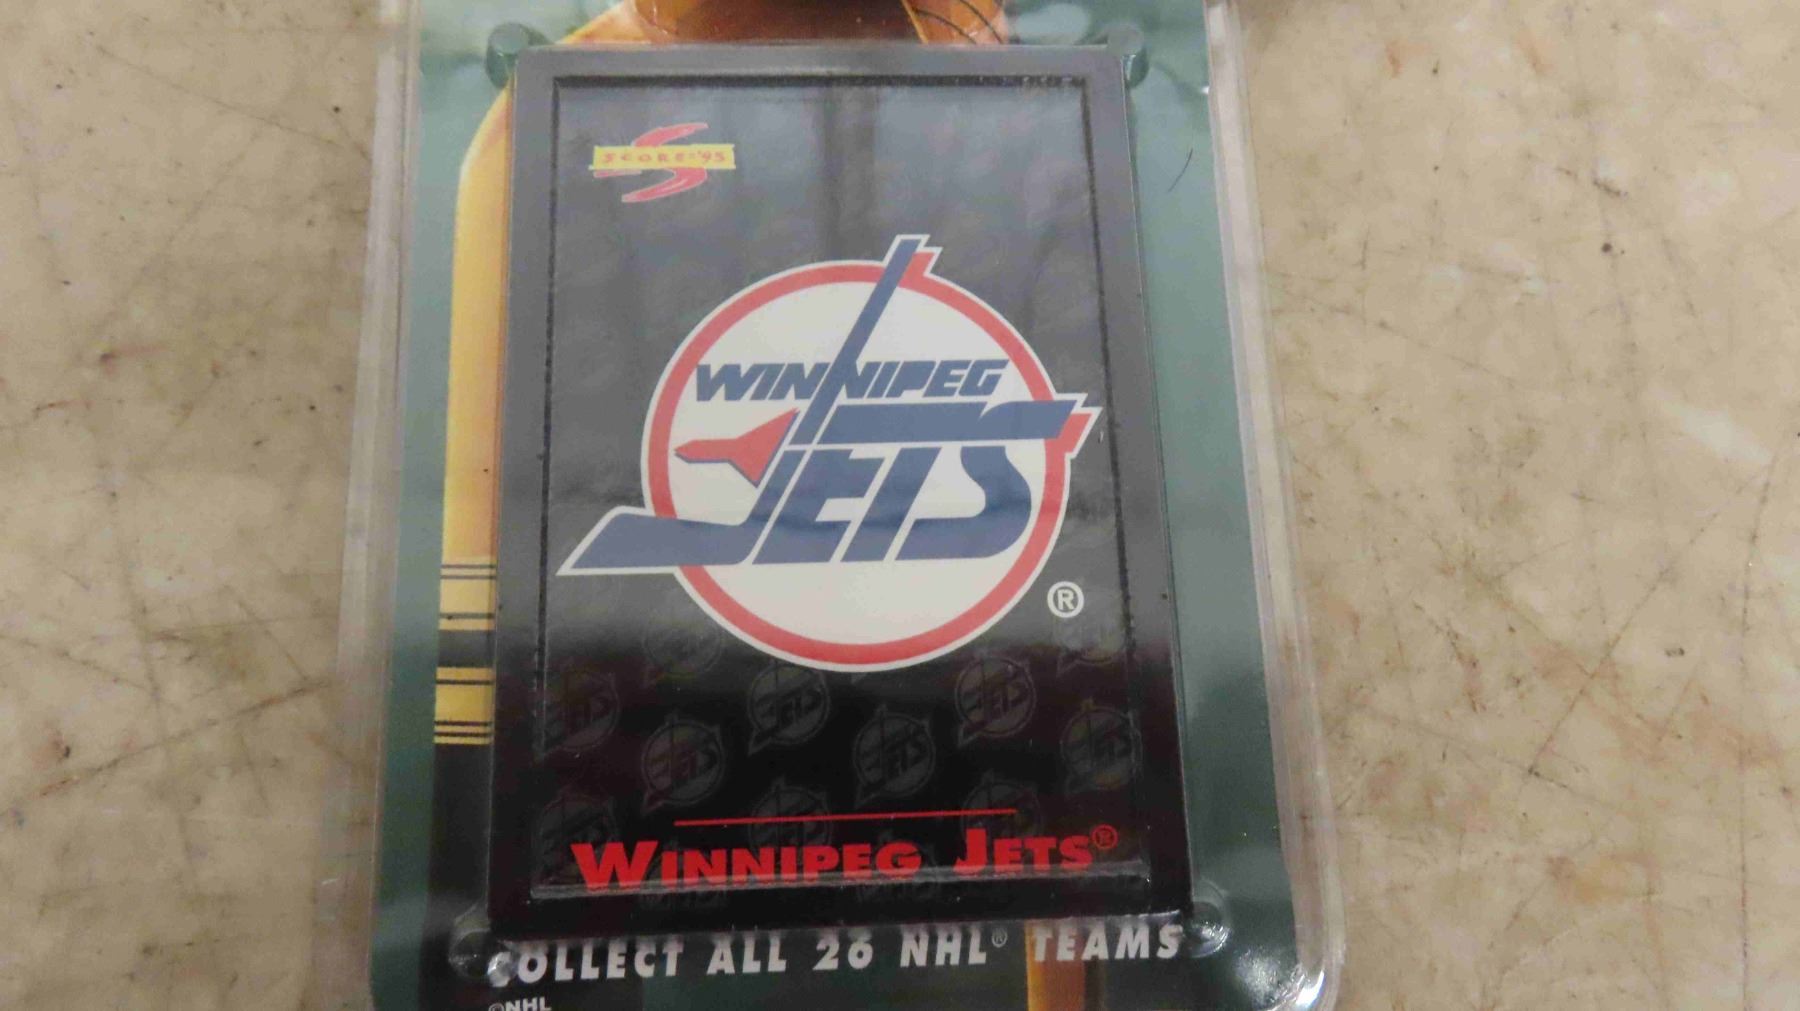 SCORE '95
WINNIPEG
JETS
®
WINNIPEG JETS®
COLLECT ALL 26 NHL® TEAMS
©NHL